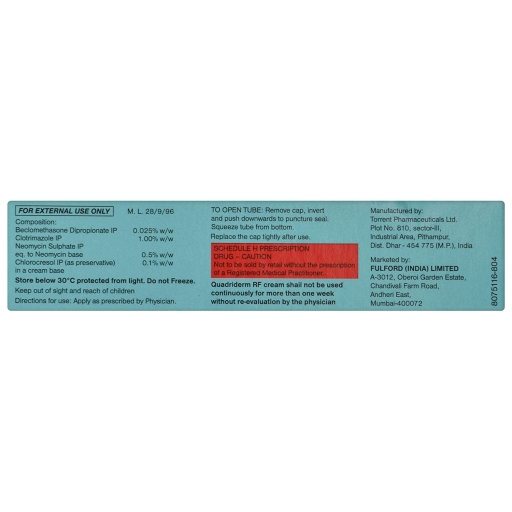 FOR EXTERNAL USE ONLY M. L. 28/9/96
Composition:
Beclomethasone Dipropionate IP 0.025% w/w
Clotrimazole IP 1.00% w/w
Neomycin Sulphate IP
eq. to Neomycin base 0.5% w/w
Chlorocresol IP (as preservative) 0.1% w/w
in a cream base
Store below 30°C protected from light. Do not Freeze.
Keep out of sight and reach of children
Directions for use: Apply as prescribed by Physician.
TO OPEN TUBE: Remove cap, invert
and push downwards to puncture seal.
Squeeze tube from bottom.
Replace the cap tightly after use.
SCHEDULE H PRESCRIPTION
DRUG – CAUTION
Not to be sold by retail without the prescription
of a Registered Medical Practitioner.
Quadriderm RF cream shall not be used
continuously for more than one week
without re-evaluation by the physician
Manufactured by:
Torrent Pharmaceuticals Ltd.
Plot No. 810, sector-III,
Industrial Area, Pithampur,
Dist. Dhar - 454 775 (M.P.), India
Marketed by:
FULFORD (INDIA) LIMITED
A-3012, Oberoi Garden Estate,
Chandivali Farm Road,
Andheri East,
Mumbai-400072
8075116-804